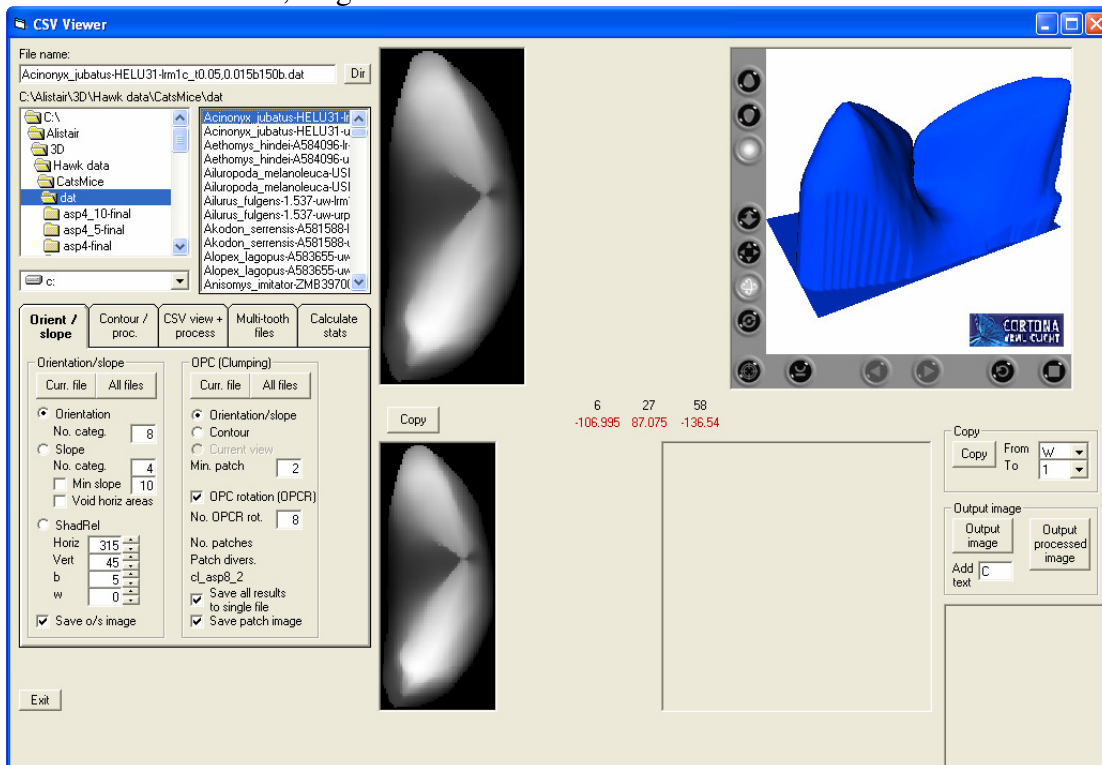 CSV Viewer
File name:
Acinonyx_jubatus-HELU31-lrm1c_t0.05,0.015b150b.dat
Dir
C:\Alistair\3D\Hawk data\CatsMice\dat
C:\
Alistair
3D
Hawk data
CatsMice
dat
asp4_10-final
asp4_5-final
asp4-final
c:
Acinonyx_jubatus-HELU31-lr
Acinonyx_jubatus-HELU31-u
Aethomys_hindei-A584096-lr-
Aethomys_hindei-A584096-u
Ailuropoda_melanoleuca-USI
Ailuropoda_melanoleuca-USI
Ailurus_fulgens-1.537-uw-lrm
Ailurus_fulgens-1.537-uw-urp
Akodon_serrensis-A581588-l
Akodon_serrensis-A581588-u
Alopex_lagopus-A583655-uw
Alopex_lagopus-A583655-uw
Anisomys_imitator-ZMB3970
Orient / slope
Contour / proc.
CSV view + process
Multi-tooth files
Calculate stats
Orientation/slope
Curr. file All files
Orientation
No. categ. 8
Slope
No. categ. 4
Min slope 10
Void horiz areas
ShadRel
Horiz 315
Vert 45
b 5
w 0
Save o/s image
OPC (Clumping)
Curr. file All files
Orientation/slope
Contour
Current view
Min. patch 2
OPC rotation (OPCR)
No. OPCR rot. 8
No. patches
Patch divers.
cl_asp8_2
Save all results
to single file
Save patch image
Exit
Copy
6 27 58
-106.995 87.075 -136.54
CORTONA
VRML CLIENT
Copy
Copy
From W
To 1
Output image
Output image
Output processed image
Add text C